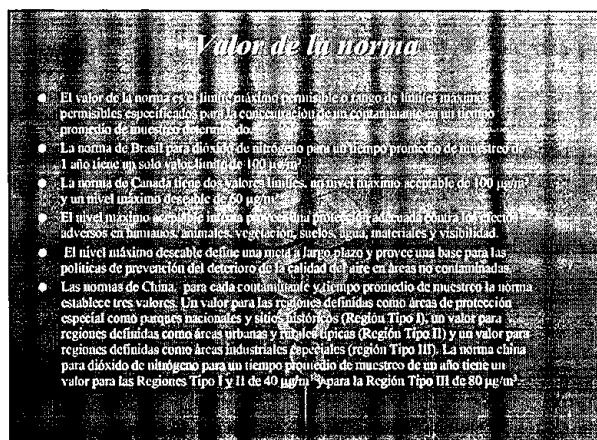 Valor de la norma
● El valor de la norma es el límite máximo permisible o rango de límites máximos
permisibles especificados para la concentración de un contaminante en un tiempo
promedio de muestreo determinado.
● La norma de Brasil para dióxido de nitrógeno para un tiempo promedio de muestreo de
1 año tiene un solo valor límite de 100 µg/m³.
● La norma de Canadá tiene dos valores límites, un nivel máximo aceptable de 100 µg/m³
y un nivel máximo deseable de 60 µg/m³.
● El nivel máximo aceptable intenta proveer una protección adecuada contra los efectos
adversos en humanos, animales, vegetación, suelos, agua, materiales y visibilidad.
● El nivel máximo deseable define una meta a largo plazo y provee una base para las
políticas de prevención del deterioro de la calidad del aire en áreas no contaminadas.
● Las normas de China, para cada contaminante y tiempo promedio de muestreo la norma
establece tres valores. Un valor para las regiones definidas como áreas de protección
especial como parques nacionales y sitios históricos (Región Tipo I), un valor para
regiones definidas como áreas urbanas y rurales típicas (Región Tipo II) y un valor para
regiones definidas como áreas industriales especiales (región Tipo III). La norma china
para dióxido de nitrógeno para un tiempo promedio de muestreo de un año tiene un
valor para las Regiones Tipo I y II de 40 µg/m³ y para la Región Tipo III de 80 µg/m³.